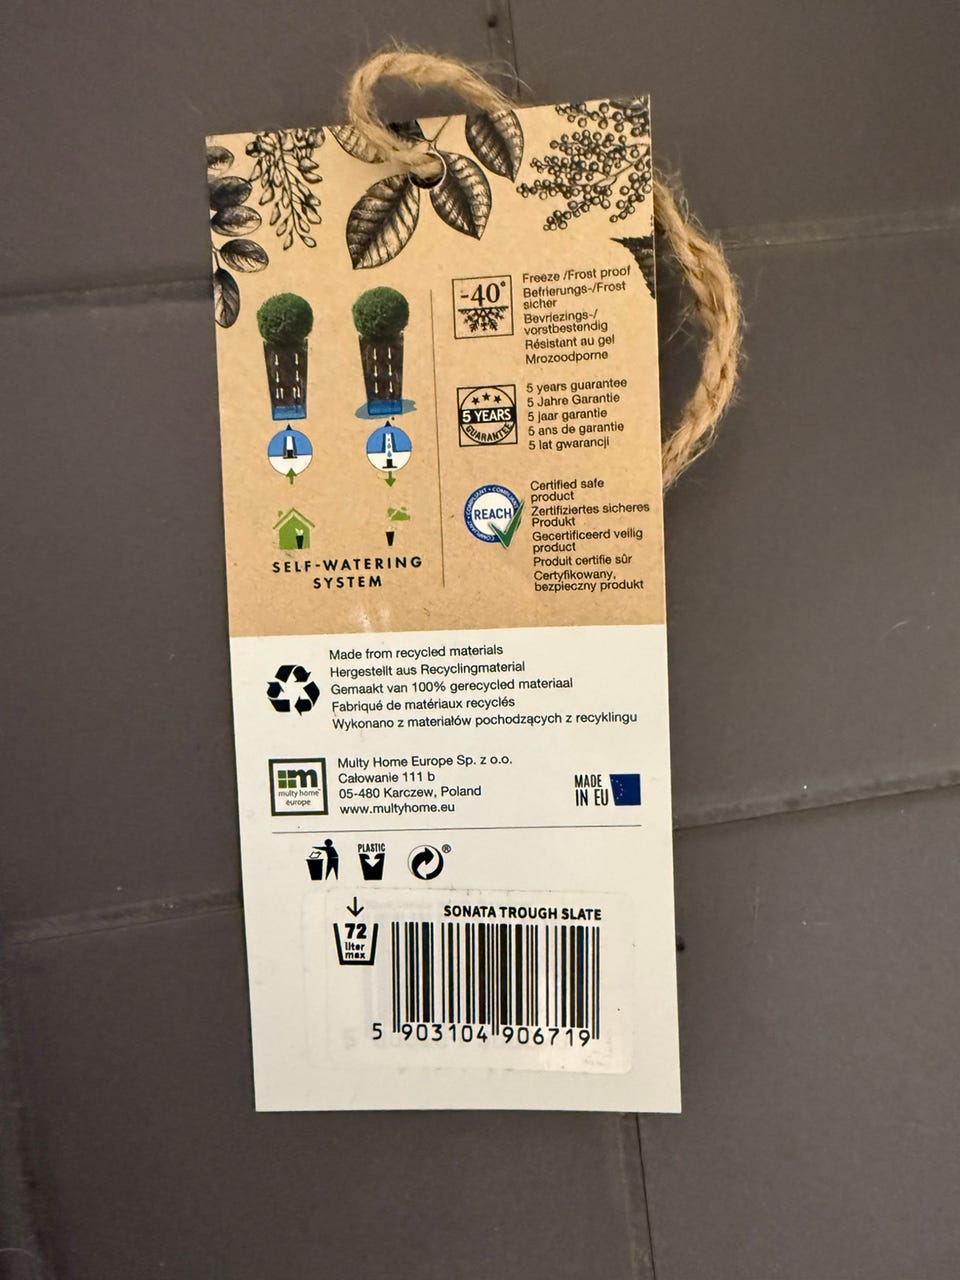 -40°
Freeze /Frost proof
Befrierungs-/Frost
sicher
Bevriezings-/
vorstbestendig
Résistant au gel
Mrozoodporne
5 YEARS
GUARANTEE
5 years guarantee
5 Jahre Garantie
5 jaar garantie
5 ans de garantie
5 lat gwarancji
COMPLIANT • COMPLIANT
REACH
COMPLIANT
Certified safe
product
Zertifiziertes sicheres
Produkt
Gecertificeerd veilig
product
Produit certifie sûr
Certyfikowany,
bezpieczny produkt
SELF-WATERING
SYSTEM
Made from recycled materials
Hergestellt aus Recyclingmaterial
Gemaakt van 100% gerecycled materiaal
Fabriqué de matériaux recyclés
Wykonano z materiałów pochodzących z recyklingu
multy home™
europe
Multy Home Europe Sp. z o.o.
Całowanie 111 b
05-480 Karczew, Poland
www.multyhome.eu
MADE
IN EU
PLASTIC
®
SONATA TROUGH SLATE
72
liter
max
5 903104 906719